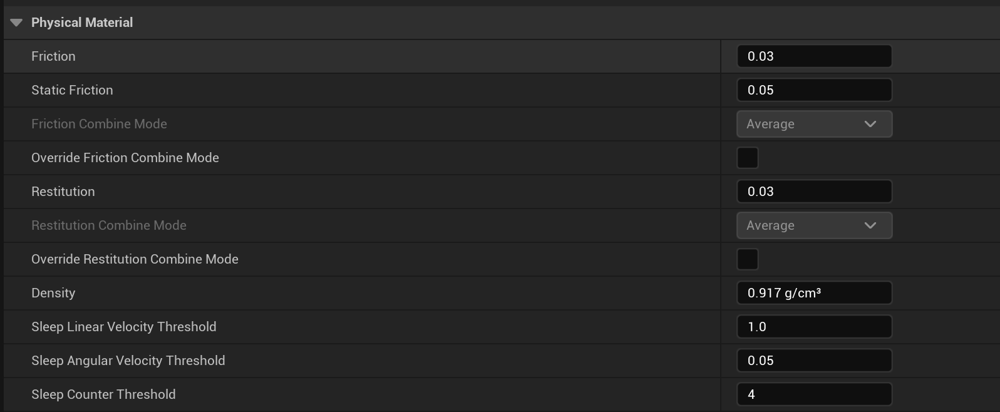 Physical Material
Friction 0.03
Static Friction 0.05
Friction Combine Mode Average
Override Friction Combine Mode
Restitution 0.03
Restitution Combine Mode Average
Override Restitution Combine Mode
Density 0.917 g/cm³
Sleep Linear Velocity Threshold 1.0
Sleep Angular Velocity Threshold 0.05
Sleep Counter Threshold 4